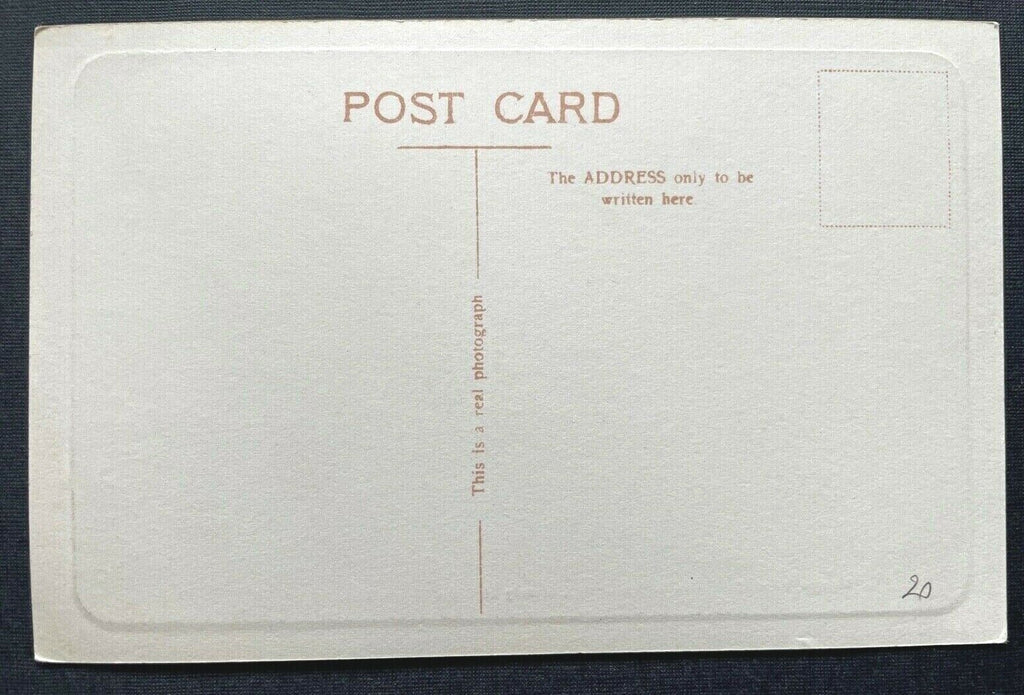 POST CARD
The ADDRESS only to be
written here
This is a real photograph
20